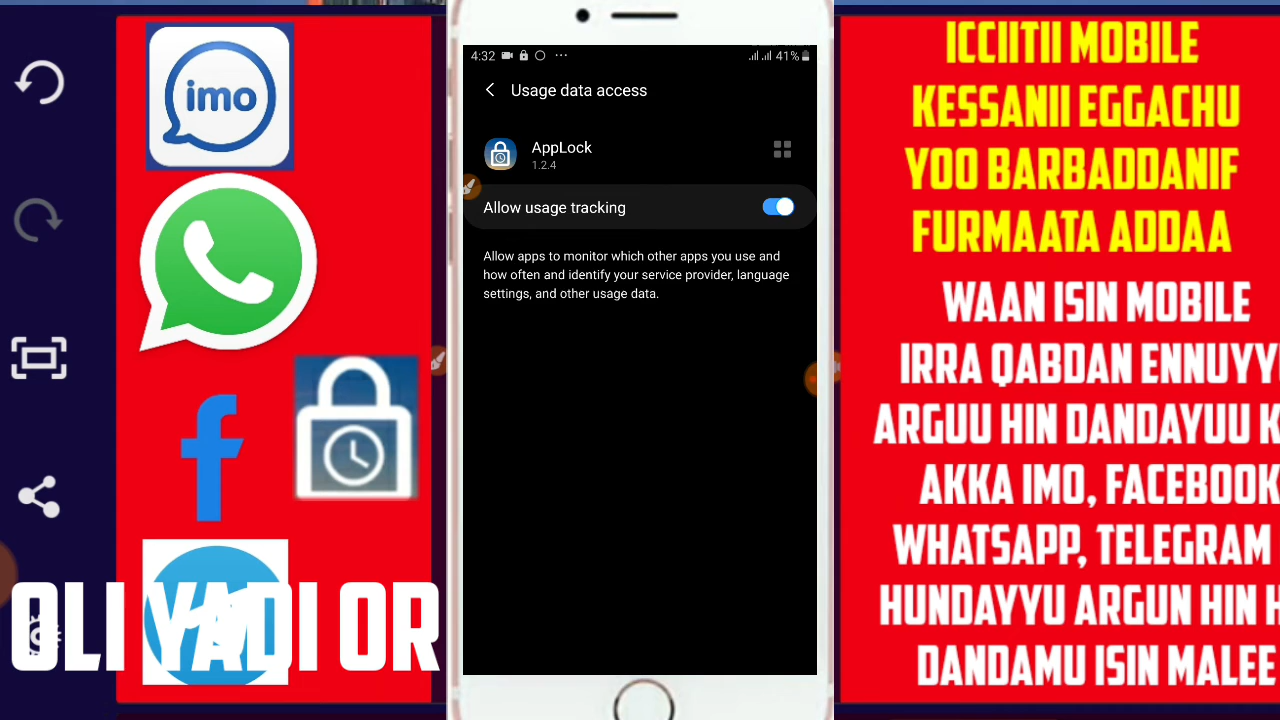 imo
OLI YADI OR
4:32
41%
Usage data access
AppLock
1.2.4
Allow usage tracking
Allow apps to monitor which other apps you use and
how often and identify your service provider, language
settings, and other usage data.
ICCIITII MOBILE
KESSANII EGGACHU
YOO BARBADDANIF
FURMAATA ADDAA
WAAN ISIN MOBILE
IRRA QABDAN ENNUYY
ARGUU HIN DANDAYUU K
AKKA IMO, FACEBOOK
WHATSAPP, TELEGRAM
HUNDAYYU ARGUN HIN H
DANDAMU ISIN MALEE